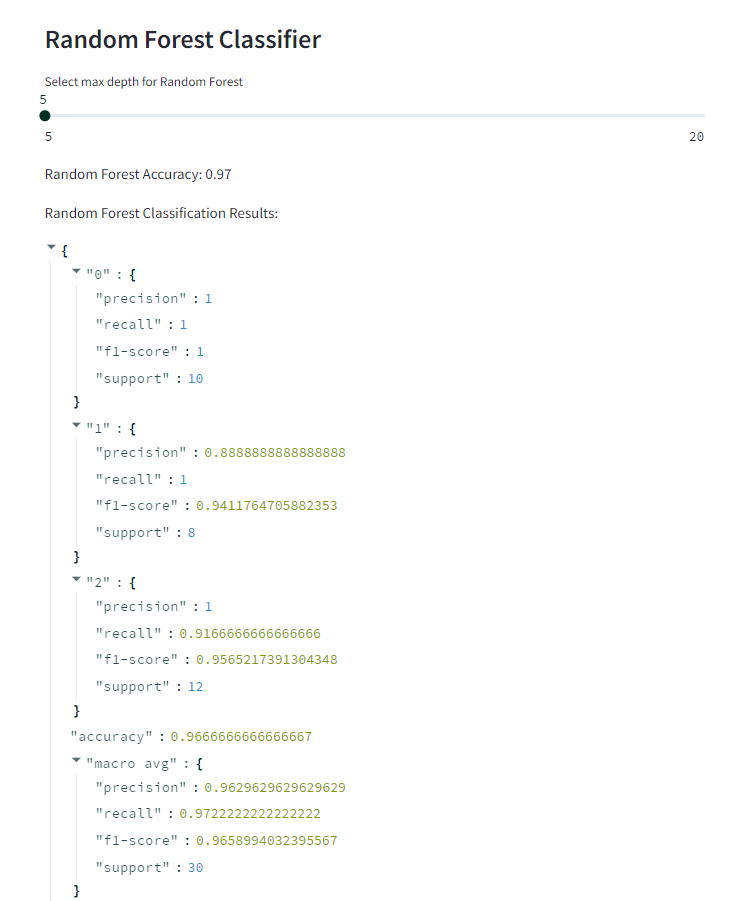 Random Forest Classifier
Select max depth for Random Forest
5
5 20
Random Forest Accuracy: 0.97
Random Forest Classification Results:
{
"0" : {
"precision" : 1
"recall" : 1
"f1-score" : 1
"support" : 10
}
"1" : {
"precision" : 0.8888888888888888
"recall" : 1
"f1-score" : 0.9411764705882353
"support" : 8
}
"2" : {
"precision" : 1
"recall" : 0.9166666666666666
"f1-score" : 0.9565217391304348
"support" : 12
}
"accuracy" : 0.9666666666666667
"macro avg" : {
"precision" : 0.9629629629629629
"recall" : 0.9722222222222222
"f1-score" : 0.9658994032395567
"support" : 30
}